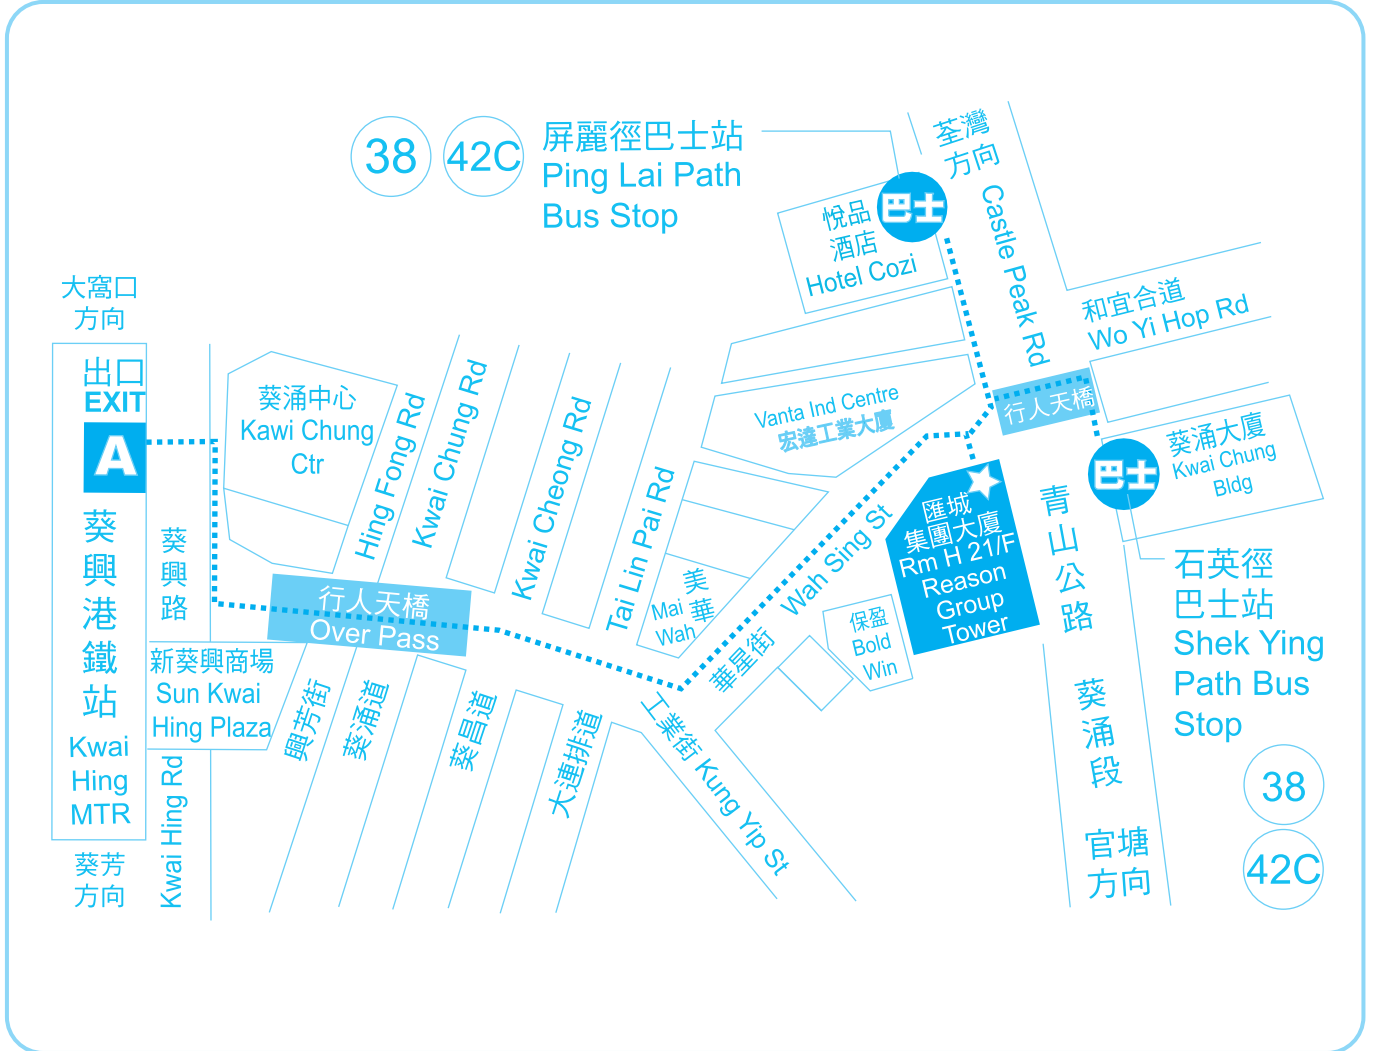 38
42C
屏麗徑巴士站
Ping Lai Path
Bus Stop
荃灣
方向
巴士
悅品
酒店
Hotel Cozi
Castle Peak Rd
和宜合道
Wo Yi Hop Rd
大窩口
方向
出口
EXIT
A
葵興港鐵站
Kwai
Hing
MTR
葵芳
方向
葵興路
Kwai Hing Rd
葵涌中心
Kawi Chung
Ctr
Hing Fong Rd
Kwai Chung Rd
Kwai Cheong Rd
Tai Lin Pai Rd
Vanta Ind Centre
宏達工業大廈
行人天橋
葵涌大廈
Kwai Chung
Bldg
巴士
匯城
集團大廈
Rm H 21/F
Reason
Group
Tower
青山公路
葵涌段
官塘
方向
石英徑
巴士站
Shek Ying
Path Bus
Stop
38
42C
行人天橋
Over Pass
新葵興商場
Sun Kwai
Hing Plaza
興芳街
葵涌道
葵昌道
大連排道
美華
Mai
Wah
Wah Sing St
華星街
保盈
Bold
Win
工業街 Kung Yip St